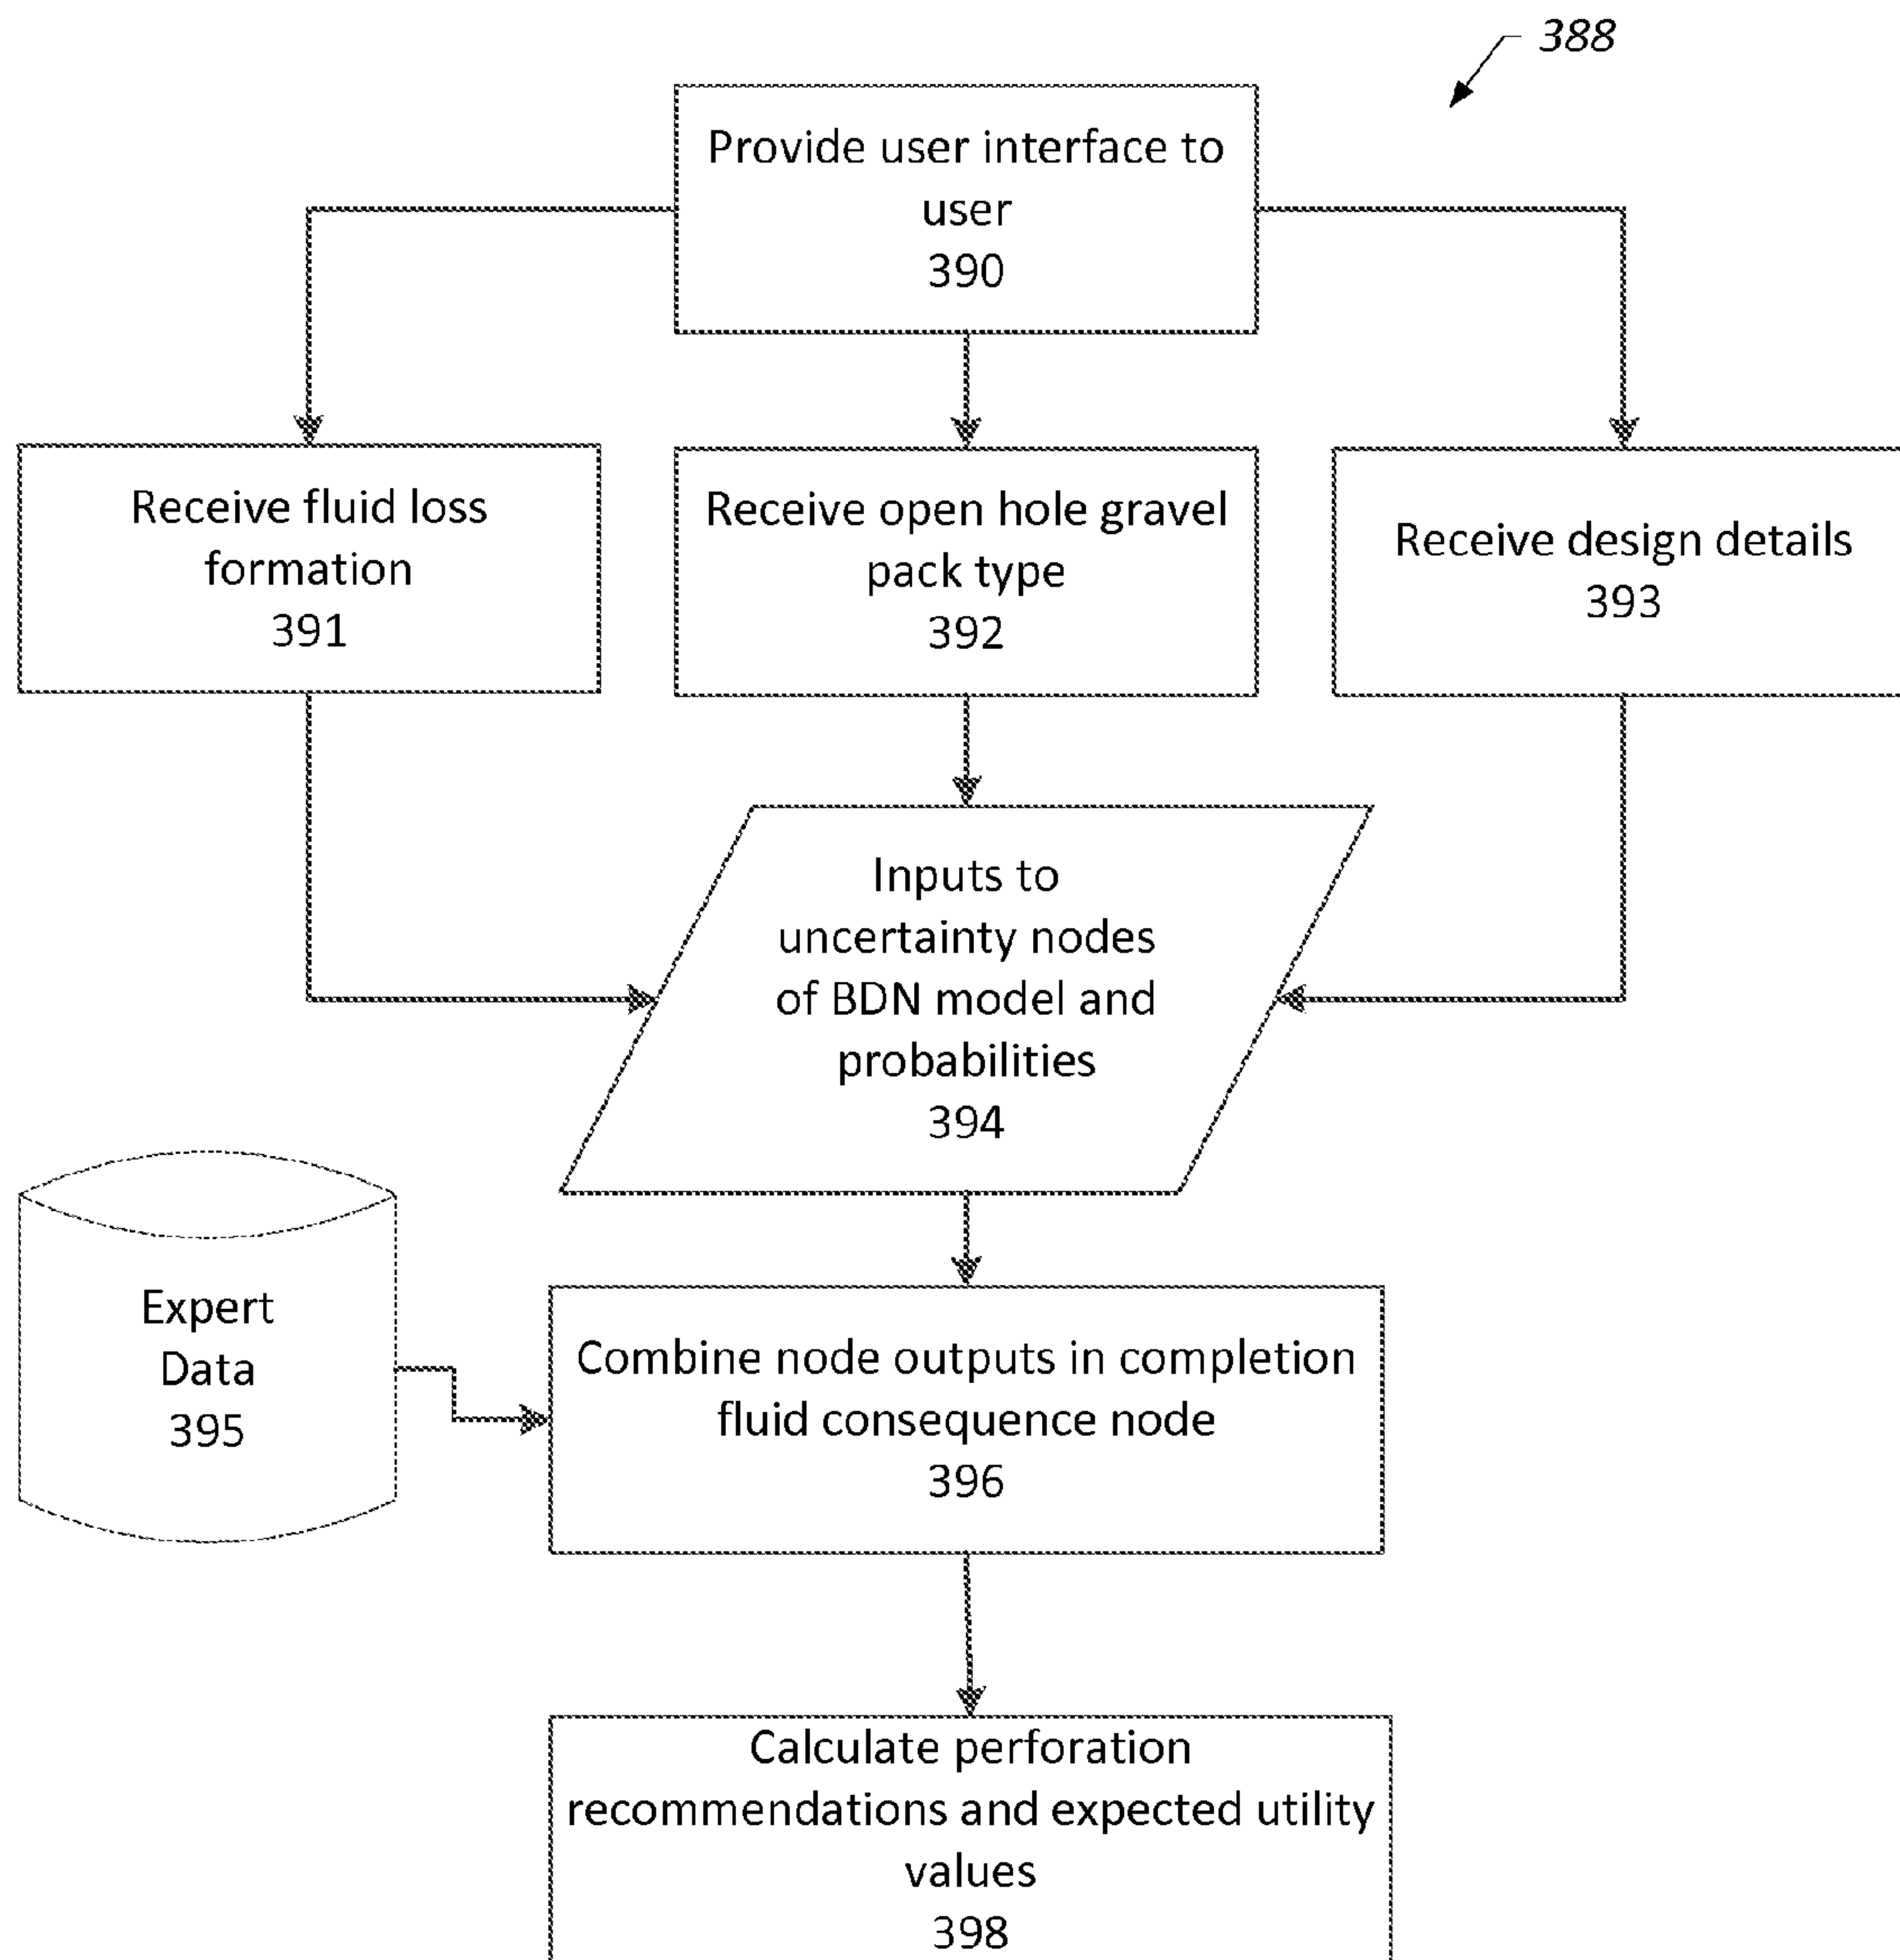 388
Provide user interface to
user
390
Receive fluid loss
formation
391
Receive open hole gravel
pack type
392
Receive design details
393
Inputs to
uncertainty nodes
of BDN model and
probabilities
394
Expert
Data
395
Combine node outputs in completion
fluid consequence node
396
Calculate perforation
recommendations and expected utility
values
398